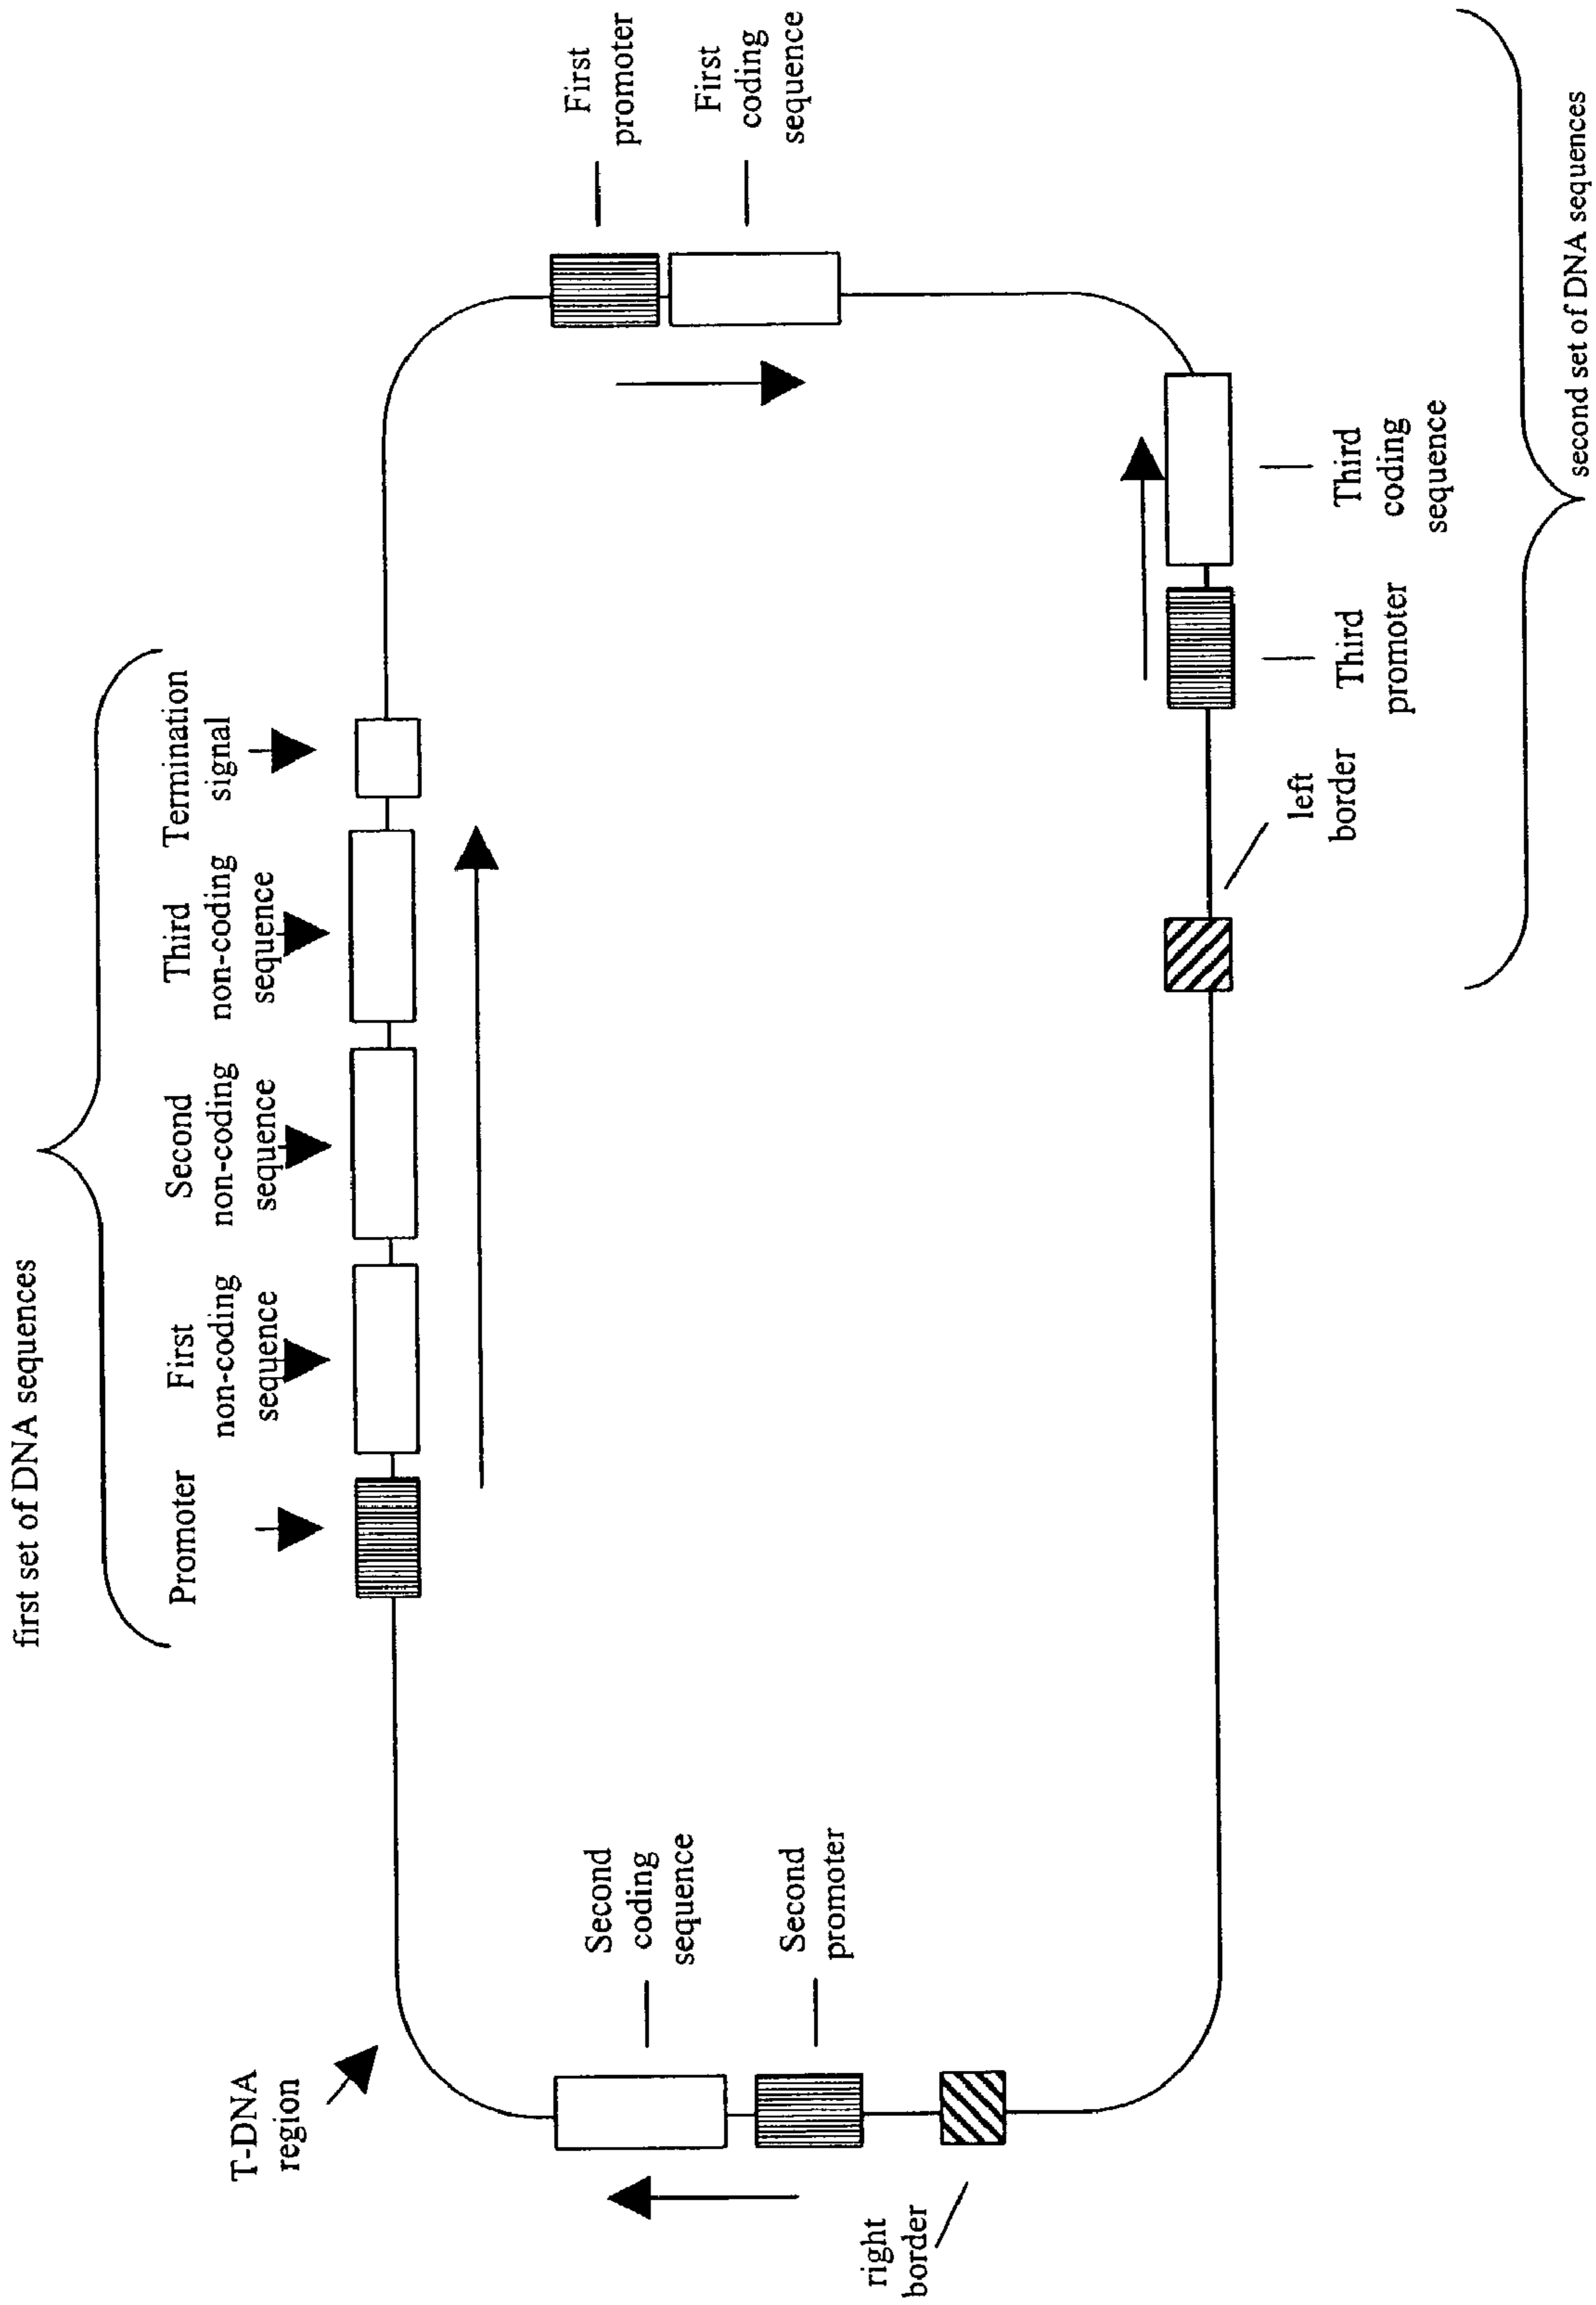 first set of DNA sequences
Promoter
First
non-coding
sequence
Second
non-coding
sequence
Third
non-coding
sequence
Termination
signal
T-DNA
region
First
promoter
First
coding
sequence
Second
coding
sequence
Second
promoter
right
border
left
border
Third
promoter
Third
coding
sequence
second set of DNA sequences